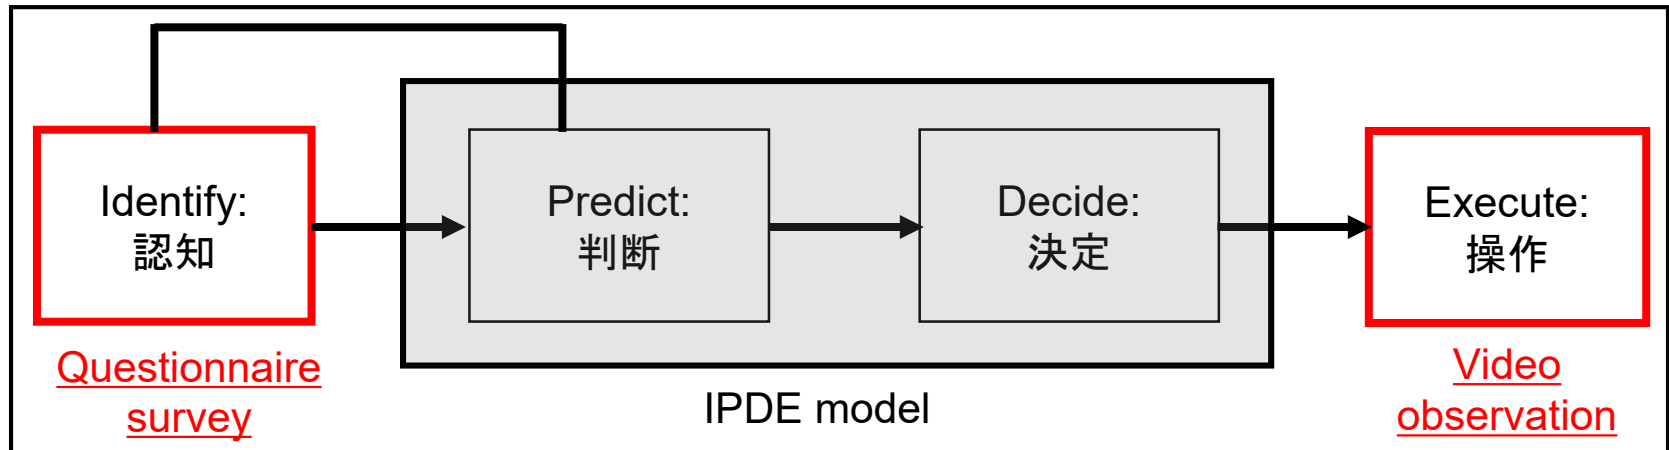 Identify:
認知
Predict:
判断
Decide:
決定
Execute:
操作
Questionnaire
survey
IPDE model
Video
observation